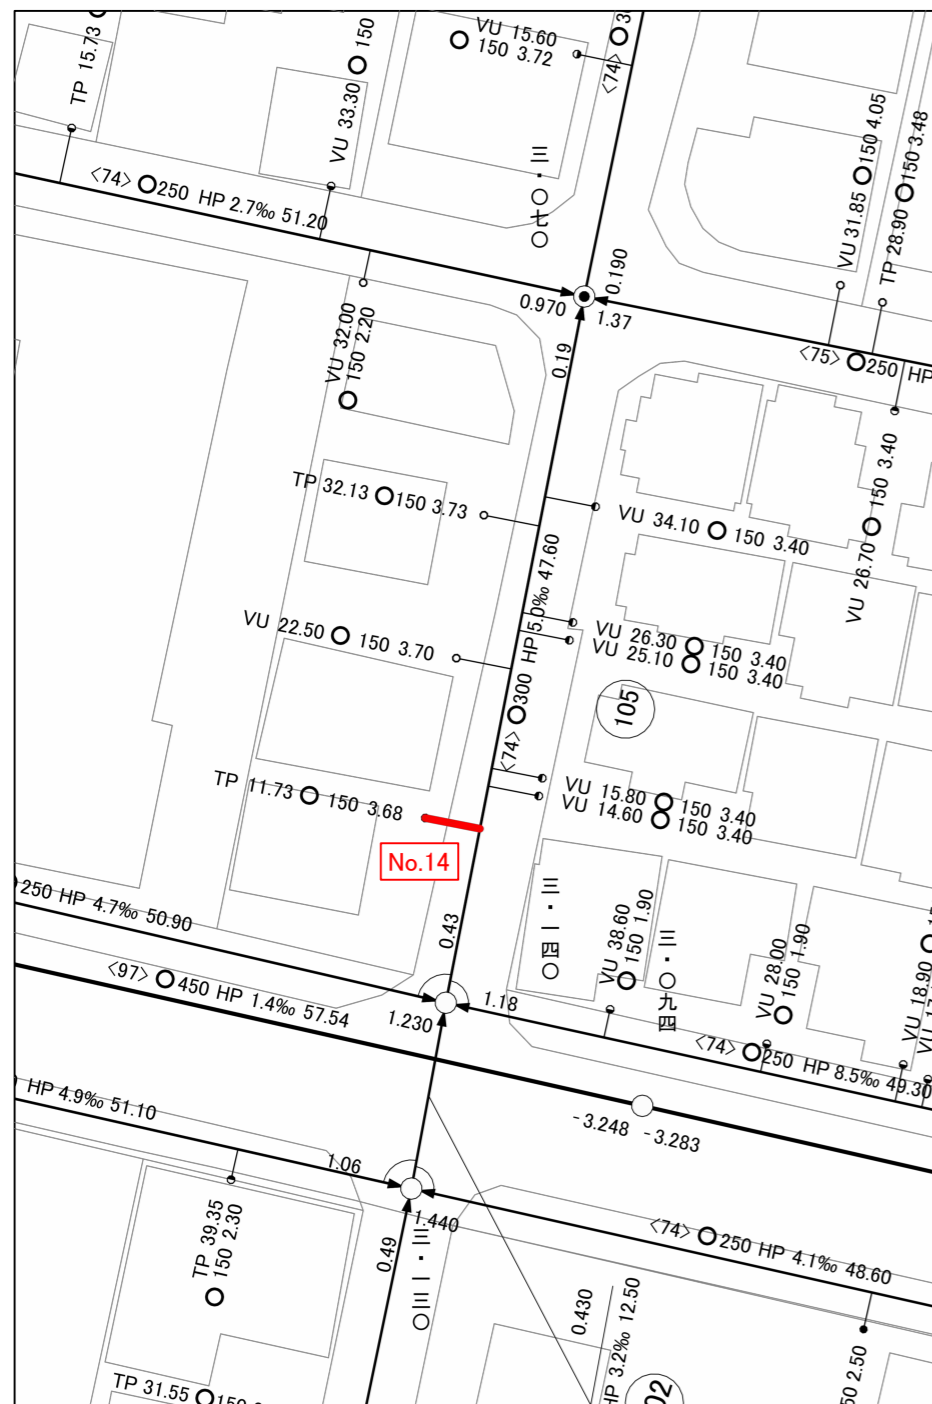 TP 15.73
VU 33.30 150
VU 15.60
150 3.72
<74>
三・〇七〇
VU 31.85 150 4.05
TP 28.90 150 3.48
<74> 250 HP 2.7‰ 51.20
0.190
0.970
1.37
0.19
<75> 250 HP
VU 32.00
150 2.20
TP 32.13 150 3.73
VU 34.10 150 3.40
VU 26.70 150 3.40
<74> 300 HP 5.0‰ 47.60
VU 22.50 150 3.70
VU 26.30 150 3.40
VU 25.10 150 3.40
105
TP 11.73 150 3.68
VU 15.80 150 3.40
VU 14.60 150 3.40
No.14
250 HP 4.7‰ 50.90
0.43
三・一四〇
VU 38.60
150 1.90
三・〇九四
VU 28.00
150 1.90
VU 18.90
<97> 450 HP 1.4‰ 57.54
1.230
1.18
<74> 250 HP 8.5‰ 49.30
HP 4.9‰ 51.10
-3.248 -3.283
1.06
1.440
<74> 250 HP 4.1‰ 48.60
TP 39.35
150 2.30
0.49
三・一三〇
0.430
HP 3.2‰ 12.50
02
50 2.50
TP 31.55